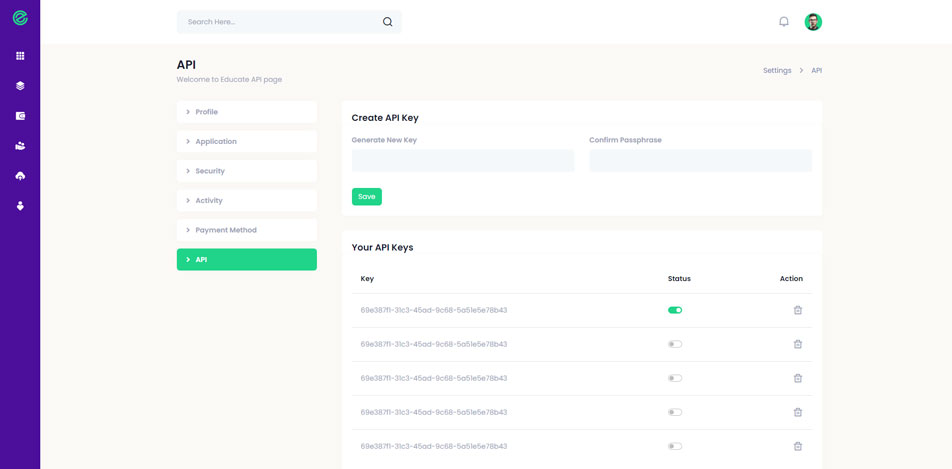 Search Here...
API
Welcome to Educate API page
Settings > API
Profile
Application
Security
Activity
Payment Method
API
Create API Key
Generate New Key
Confirm Passphrase
Save
Your API Keys
Key Status Action
69e387f1-31c3-45ad-9c68-5a51e5e78b43
69e387f1-31c3-45ad-9c68-5a51e5e78b43
69e387f1-31c3-45ad-9c68-5a51e5e78b43
69e387f1-31c3-45ad-9c68-5a51e5e78b43
69e387f1-31c3-45ad-9c68-5a51e5e78b43